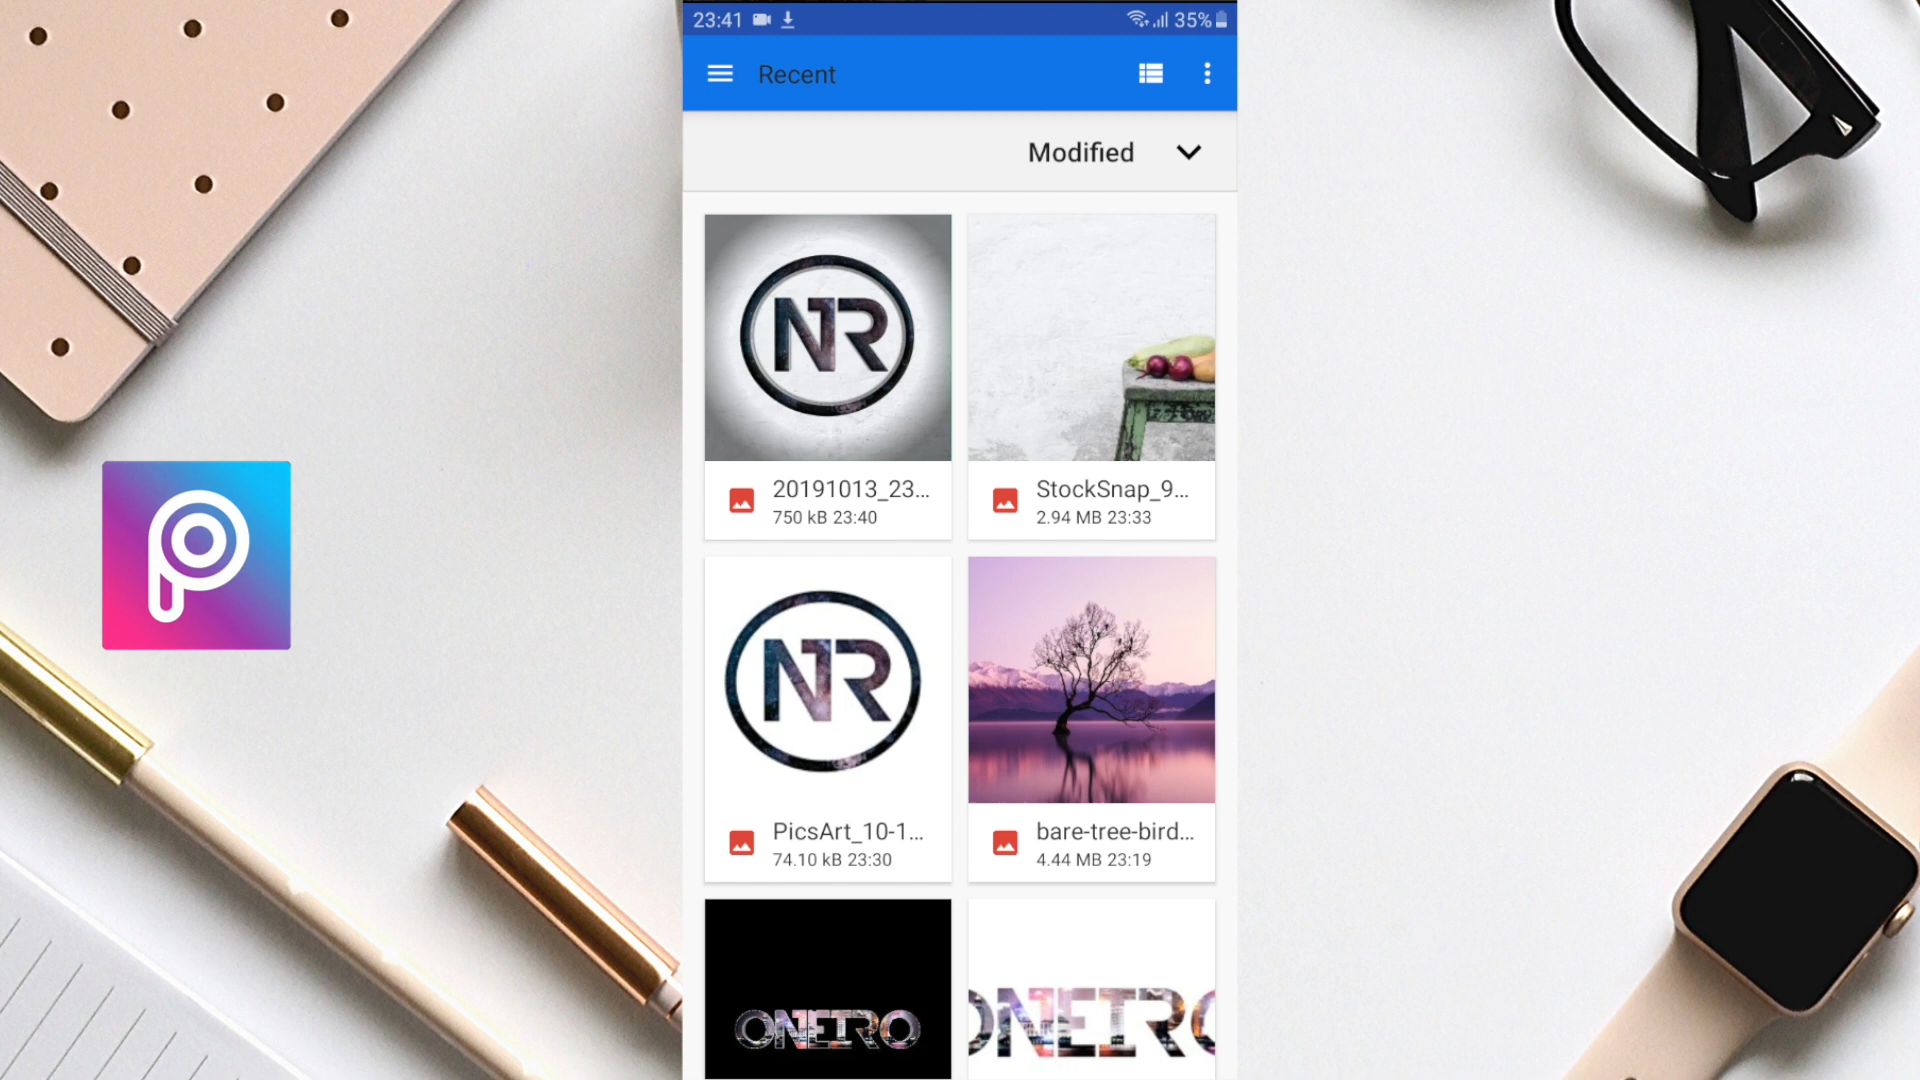 23:41 35%
Recent
Modified
NR
20191013_23...
750 kB 23:40
StockSnap_9...
2.94 MB 23:33
NR
PicsArt_10-1...
74.10 kB 23:30
bare-tree-bird...
4.44 MB 23:19
ONEIRO
ONEIRO